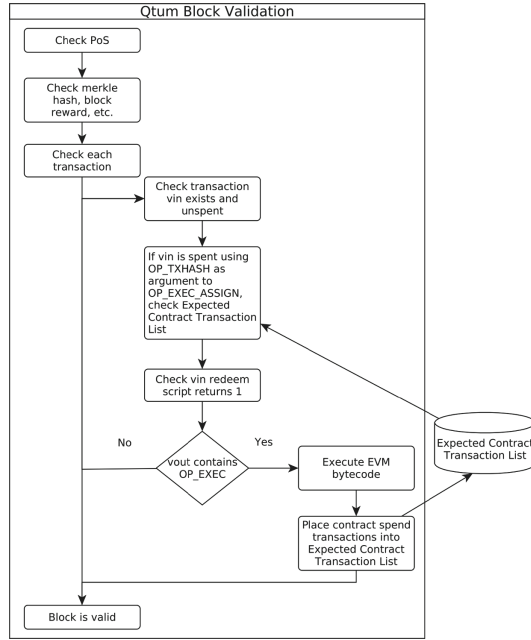 Qtum Block Validation
Check PoS
Check merkle
hash, block
reward, etc.
Check each
transaction
Check transaction
vin exists and
unspent
If vin is spent using
OP_TXHASH as
argument to
OP_EXEC_ASSIGN,
check Expected
Contract Transaction
List
Check vin redeem
script returns 1
No
vout contains
OP_EXEC
Yes
Execute EVM
bytecode
Expected Contract
Transaction List
Place contract spend
transactions into
Expected Contract
Transaction List
Block is valid